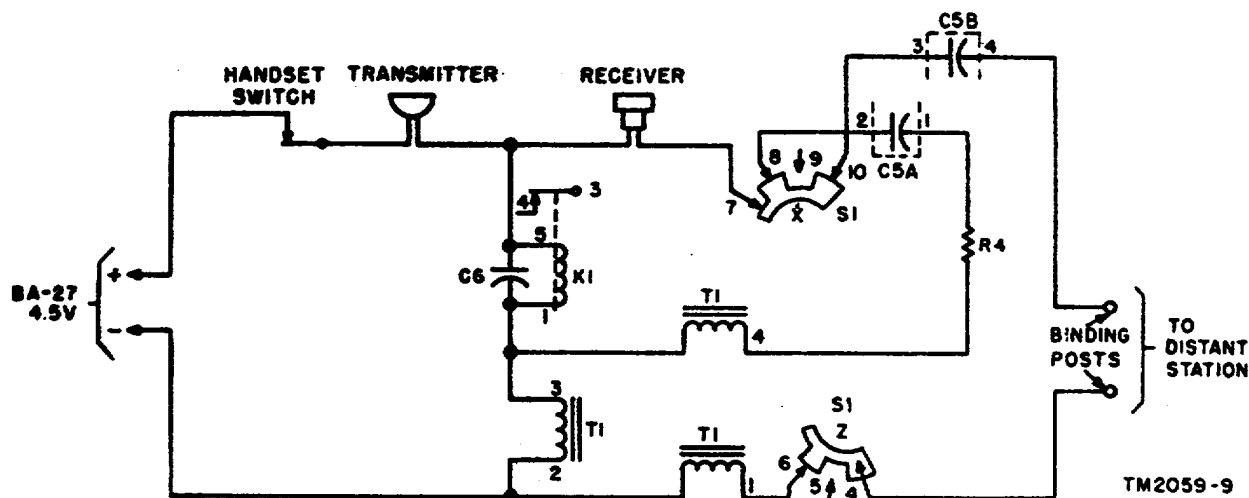 C5B
3 4
HANDSET
SWITCH
TRANSMITTER
RECEIVER
2 1
C5A
8 9 10
7 X S1
4 3
5
C6 K1
1
R4
BA-27
4.5V
+
-
T1
4
BINDING
POSTS
TO
DISTANT
STATION
3
T1
2
T1
1
S1
Z
6 5 4
TM2059-9